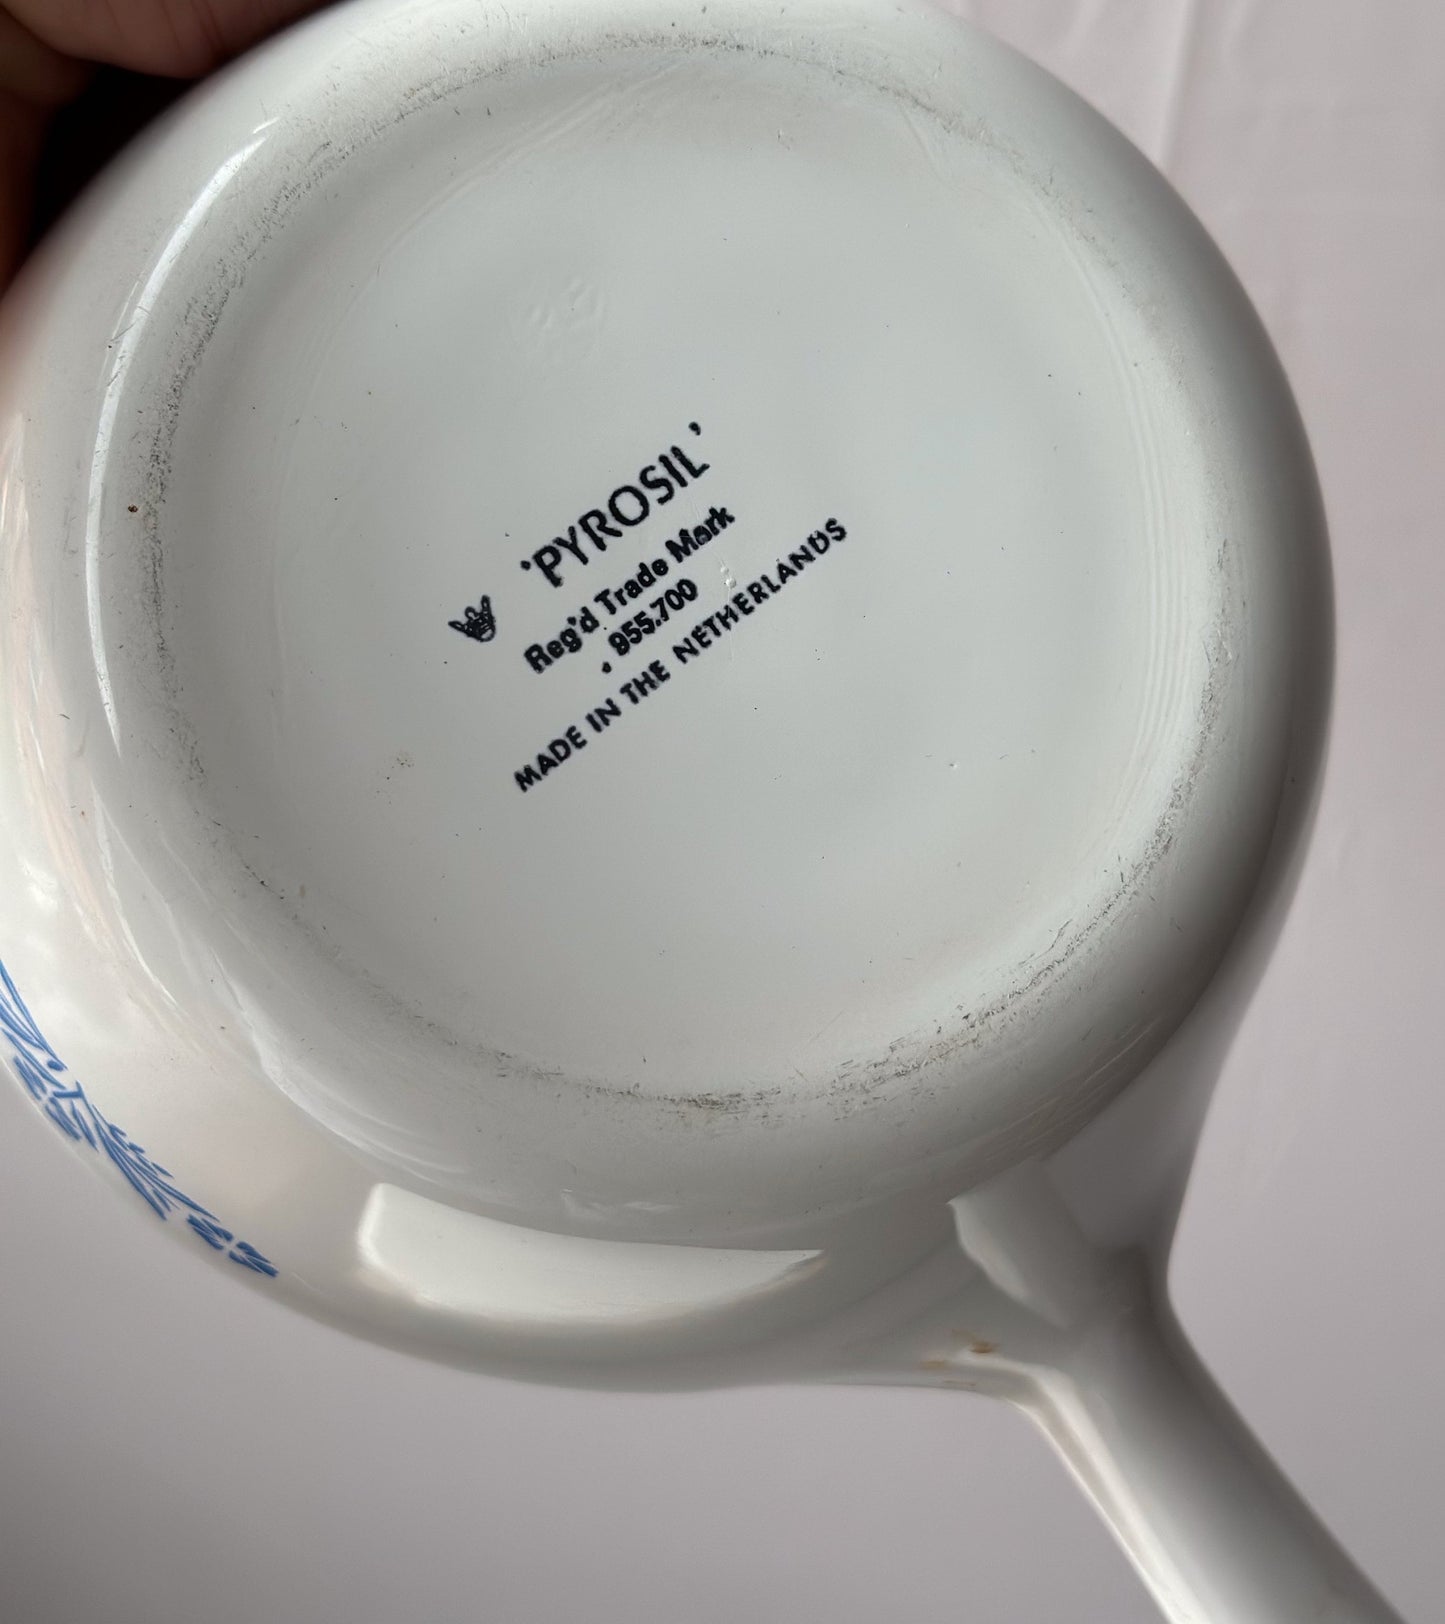 'PYROSIL'
Reg'd Trade Mark
955.700
MADE IN THE NETHERLANDS